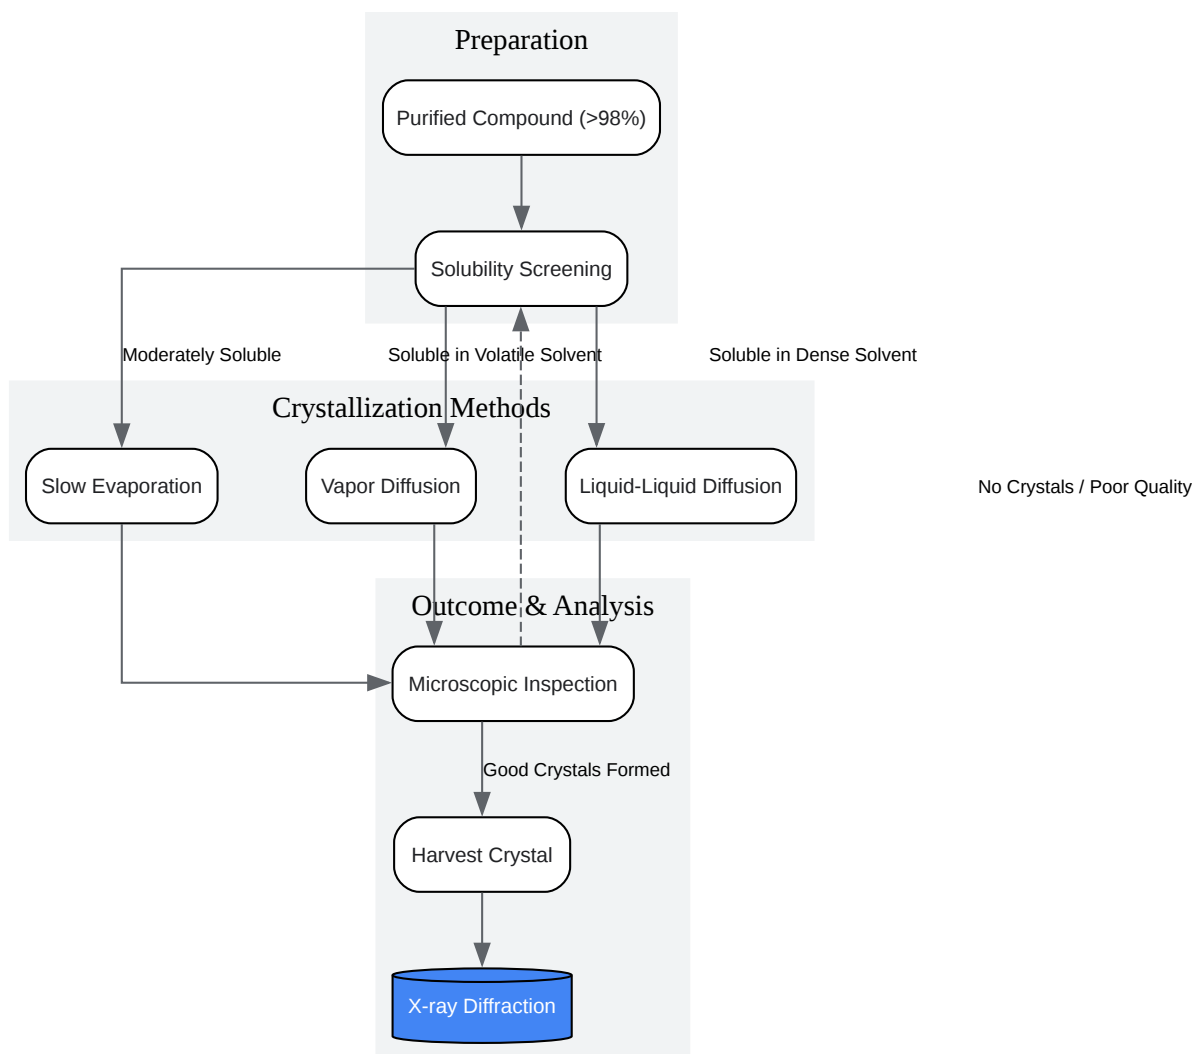 Preparation
Purified Compound (>98%)
Solubility Screening
Moderately Soluble
Soluble in Volatile Solvent
Soluble in Dense Solvent
Crystallization Methods
Slow Evaporation
Vapor Diffusion
Liquid-Liquid Diffusion
No Crystals / Poor Quality
Outcome & Analysis
Microscopic Inspection
Good Crystals Formed
Harvest Crystal
X-ray Diffraction